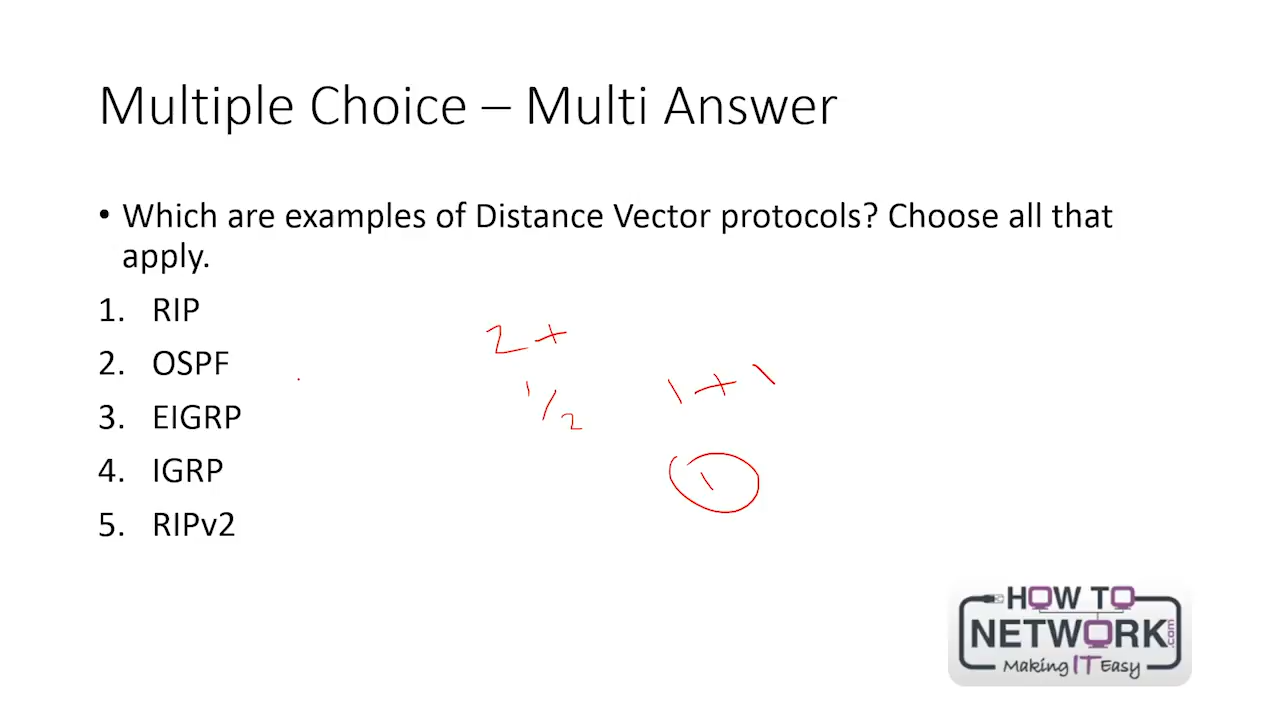 Multiple Choice – Multi Answer
• Which are examples of Distance Vector protocols? Choose all that
apply.
1. RIP
2. OSPF
3. EIGRP
4. IGRP
5. RIPv2
2 +
1/2
1 + 1
1
HOW TO
NETWORK.com
Making IT Easy